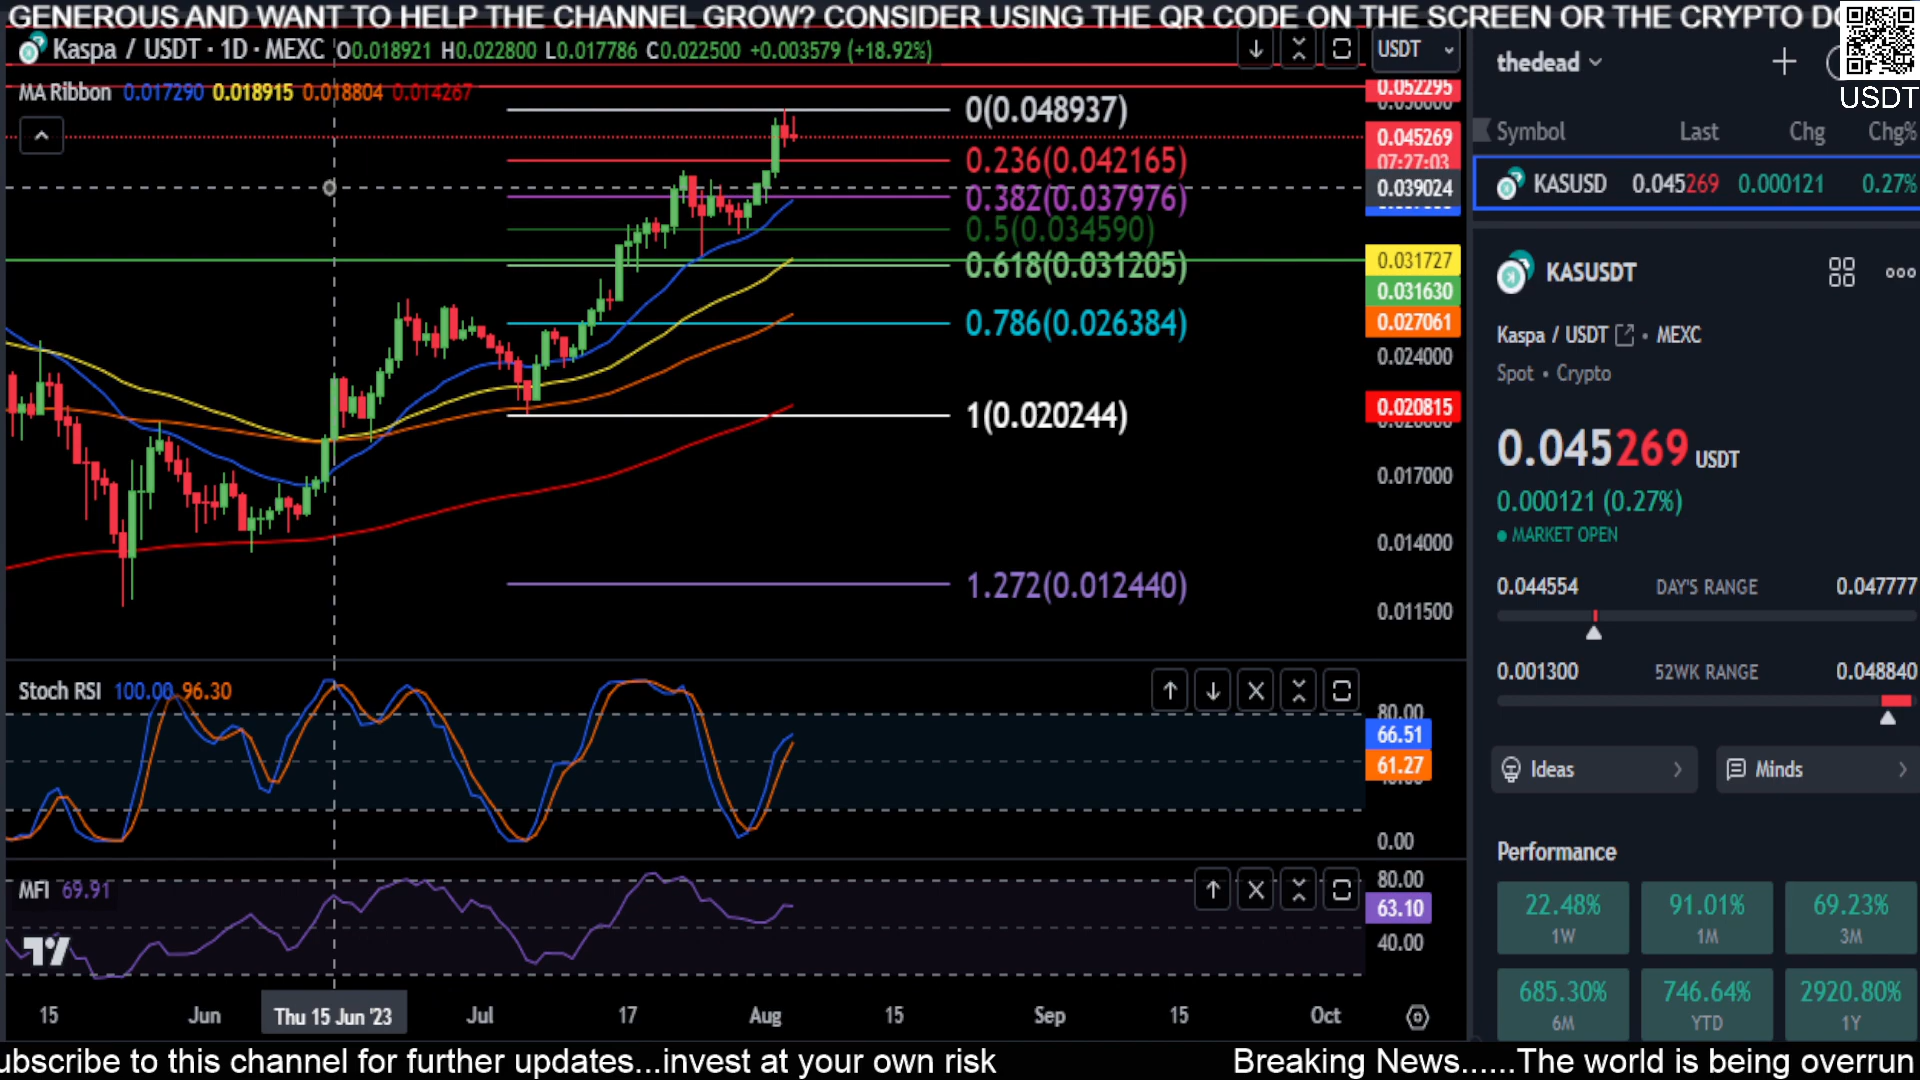 GENEROUS AND WANT TO HELP THE CHANNEL GROW? CONSIDER USING THE QR CODE ON THE SCREEN OR THE CRYPTO
Kaspa / USDT · 1D · MEXC O0.018921 H0.022800 L0.017786 C0.022500 +0.003579 (+18.92%)
USDT
MA Ribbon 0.017290 0.018915 0.018804 0.014267
0(0.048937)
0.236(0.042165)
0.382(0.037976)
0.5(0.034590)
0.618(0.031205)
0.786(0.026384)
1(0.020244)
1.272(0.012440)
0.052295
0.045269
07:27:03
0.039024
0.031727
0.031630
0.027061
0.024000
0.020815
0.017000
0.014000
0.011500
Stoch RSI 100.00 96.30
80.00
66.51
61.27
0.00
MFI 69.91
80.00
63.10
40.00
15 Jun Thu 15 Jun '23 Jul 17 Aug 15 Sep 15 Oct
thedead
USDT
Symbol Last Chg Chg%
KASUSD 0.045269 0.000121 0.27%
KASUSDT
Kaspa / USDT • MEXC
Spot • Crypto
0.045269 USDT
0.000121 (0.27%)
MARKET OPEN
0.044554 DAY'S RANGE 0.047777
0.001300 52WK RANGE 0.048840
Ideas Minds
Performance
22.48% 91.01% 69.23%
1W 1M 3M
685.30% 746.64% 2920.80%
6M YTD 1Y
ubscribe to this channel for further updates...invest at your own risk Breaking News......The world is being overrun